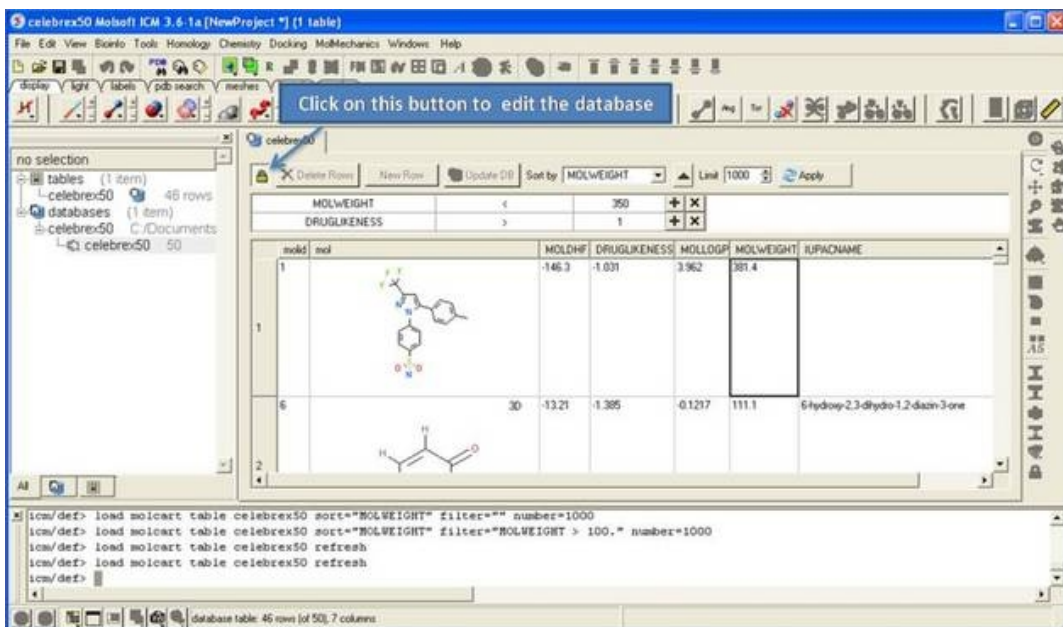 celebrex50 Molsoft ICM 3.6-1a [NewProject *] (1 table)
File Edit View Bioinfo Tools Homology Chemistry Docking MolMechanics Windows Help
display light labels pdb search meshes
Click on this button to edit the database
celebrex50
no selection
tables (1 item)
celebrex50 46 rows
databases (1 item)
celebrex50 C:/Documents
celebrex50 50
All
Delete Rows New Row Update DB Sort by MOLWEIGHT Limit 1000 Apply
MOLWEIGHT < 350
DRUGLIKENESS > 1
molid mol MOLDHF DRUGLIKENESS MOLLOGP MOLWEIGHT IUPACNAME
1 1 -146.3 -1.031 3.962 381.4
F F F N N O S O N
2 6 3D -13.21 -1.385 -0.1217 111.1 6-hydroxy-2,3-dihydro-1,2-diazin-3-one
H H O
icm/def> load molcart table celebrex50 sort="MOLWEIGHT" filter="" number=1000
icm/def> load molcart table celebrex50 sort="MOLWEIGHT" filter="MOLWEIGHT > 100." number=1000
icm/def> load molcart table celebrex50 refresh
icm/def> load molcart table celebrex50 refresh
icm/def>
database table: 46 rows (of 50), 7 columns